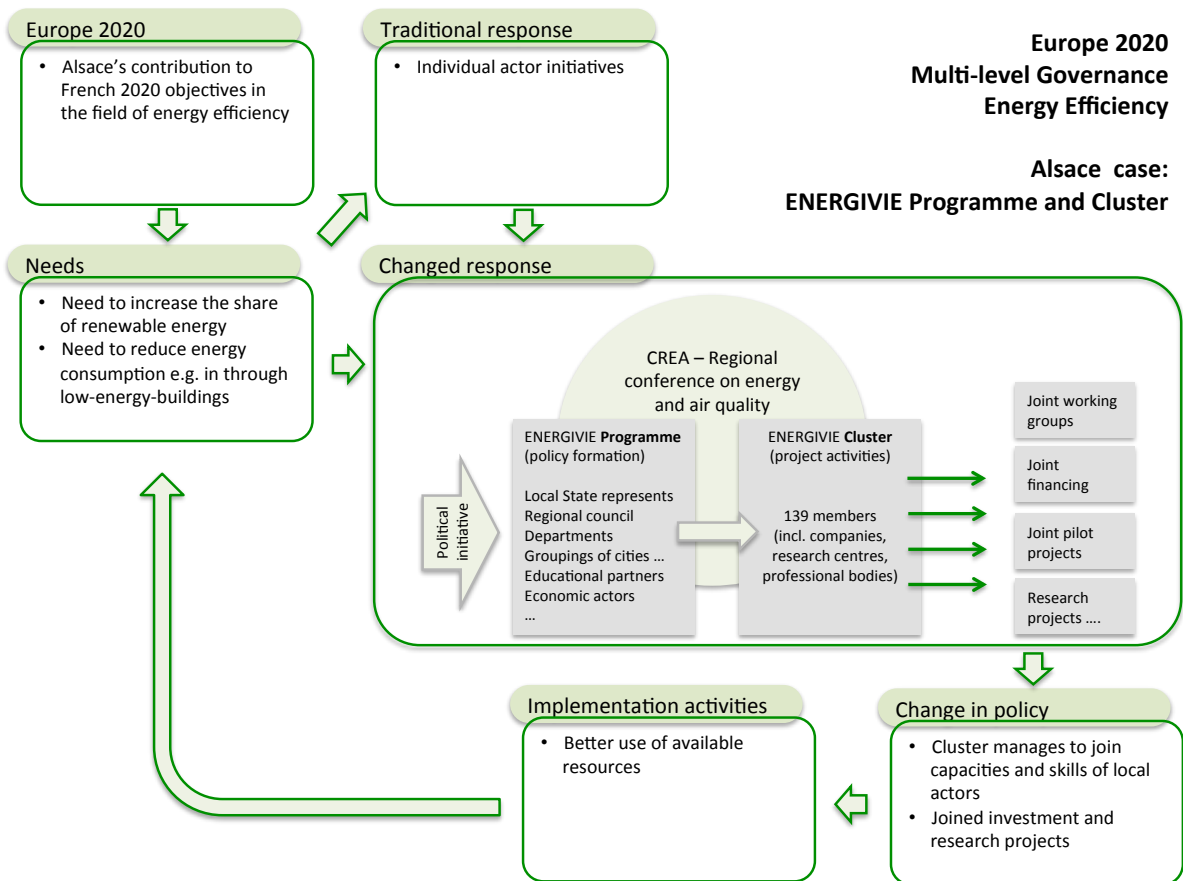 Europe 2020
Multi-level Governance
Energy Efficiency
Alsace case:
ENERGIVIE Programme and Cluster
Europe 2020
• Alsace's contribution to
French 2020 objectives in
the field of energy efficiency
Traditional response
• Individual actor initiatives
Needs
• Need to increase the share
of renewable energy
• Need to reduce energy
consumption e.g. in through
low-energy-buildings
Changed response
CREA – Regional
conference on energy
and air quality
Political
initiative
ENERGIVIE Programme
(policy formation)
Local State represents
Regional council
Departments
Groupings of cities ...
Educational partners
Economic actors
...
ENERGIVIE Cluster
(project activities)
139 members
(incl. companies,
research centres,
professional bodies)
Joint working
groups
Joint
financing
Joint pilot
projects
Research
projects ....
Change in policy
• Cluster manages to join
capacities and skills of local
actors
• Joined investment and
research projects
Implementation activities
• Better use of available
resources